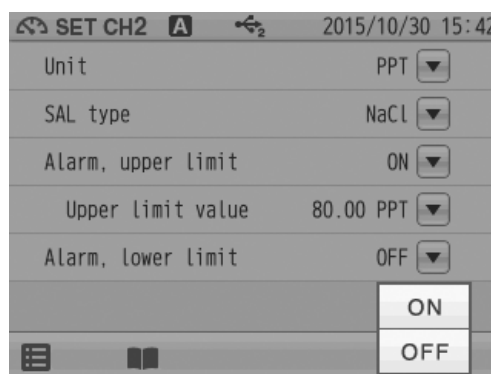 SET CH2 A 2 2015/10/30 15:42
Unit PPT
SAL type NaCl
Alarm, upper limit ON
Upper limit value 80.00 PPT
Alarm, lower limit OFF
ON
OFF